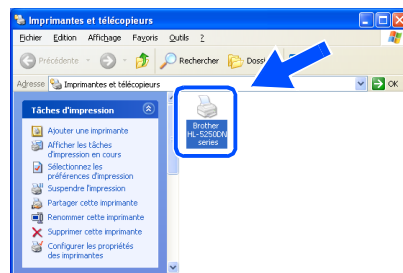 Imprimantes et télécopieurs
Fichier Edition Affichage Favoris Outils ?
Précédente Rechercher Dossi
Adresse Imprimantes et télécopieurs OK
Tâches d'impression
Ajouter une imprimante
Afficher les tâches
d'impression en cours
Sélectionnez les
préférences d'impression
Suspendre l'impression
Partager cette imprimante
Renommer cette imprimante
Supprimer cette imprimante
Configurer les propriétés
des imprimantes
Brother
HL-5250DN
series